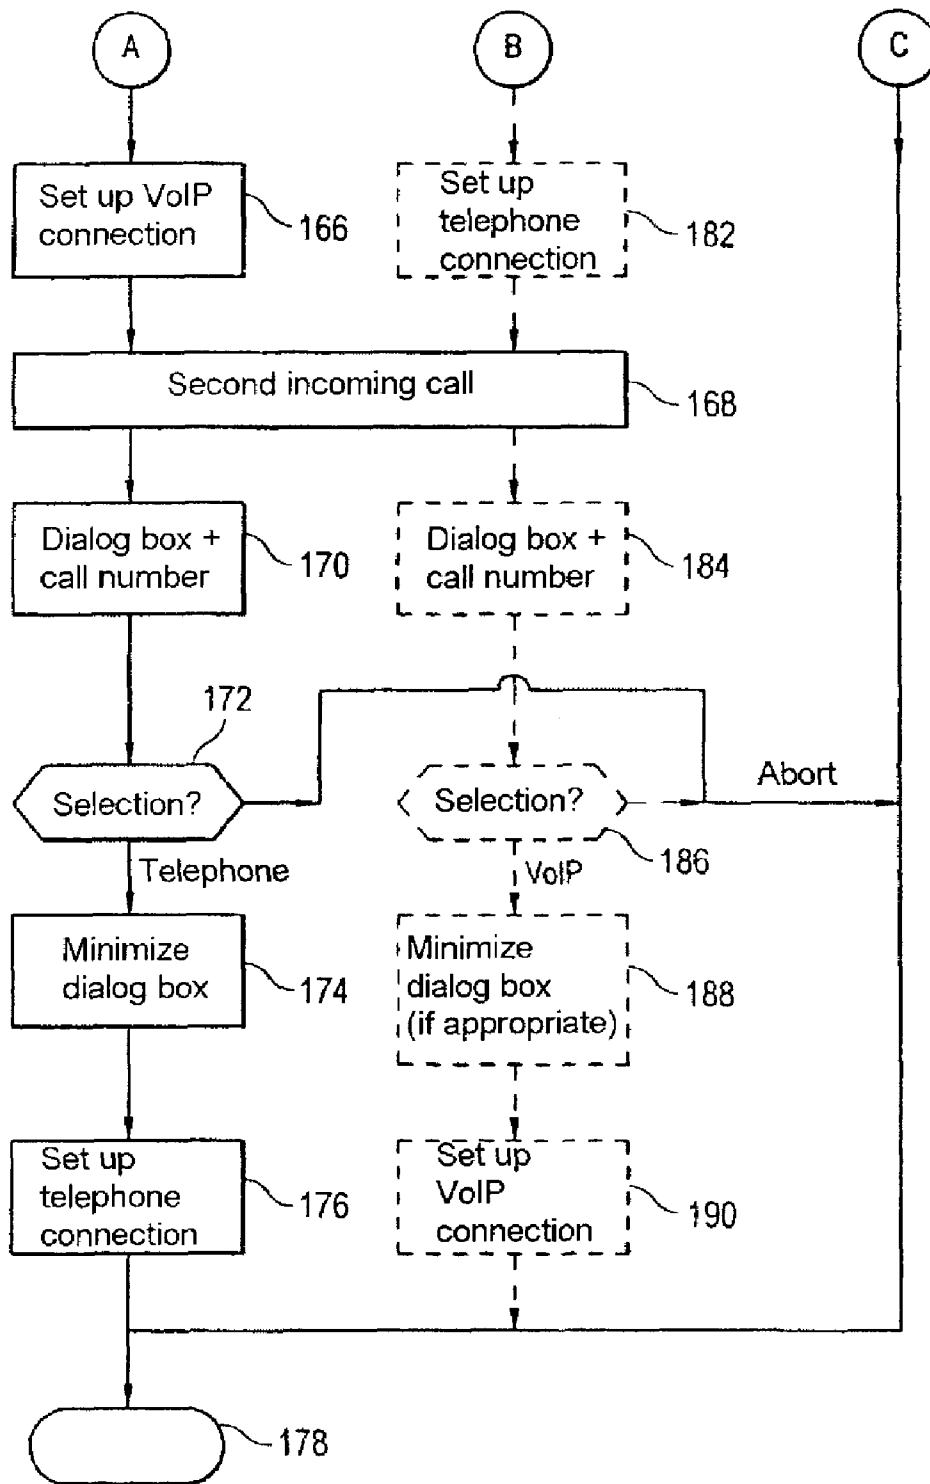 A
B
C
Set up VoIP
connection
166
Set up
telephone
connection
182
Second incoming call
168
Dialog box +
call number
170
Dialog box +
call number
184
172
Selection?
Selection?
Abort
186
Telephone
VoIP
Minimize
dialog box
174
Minimize
dialog box
(if appropriate)
188
Set up
telephone
connection
176
Set up
VoIP
connection
190
178